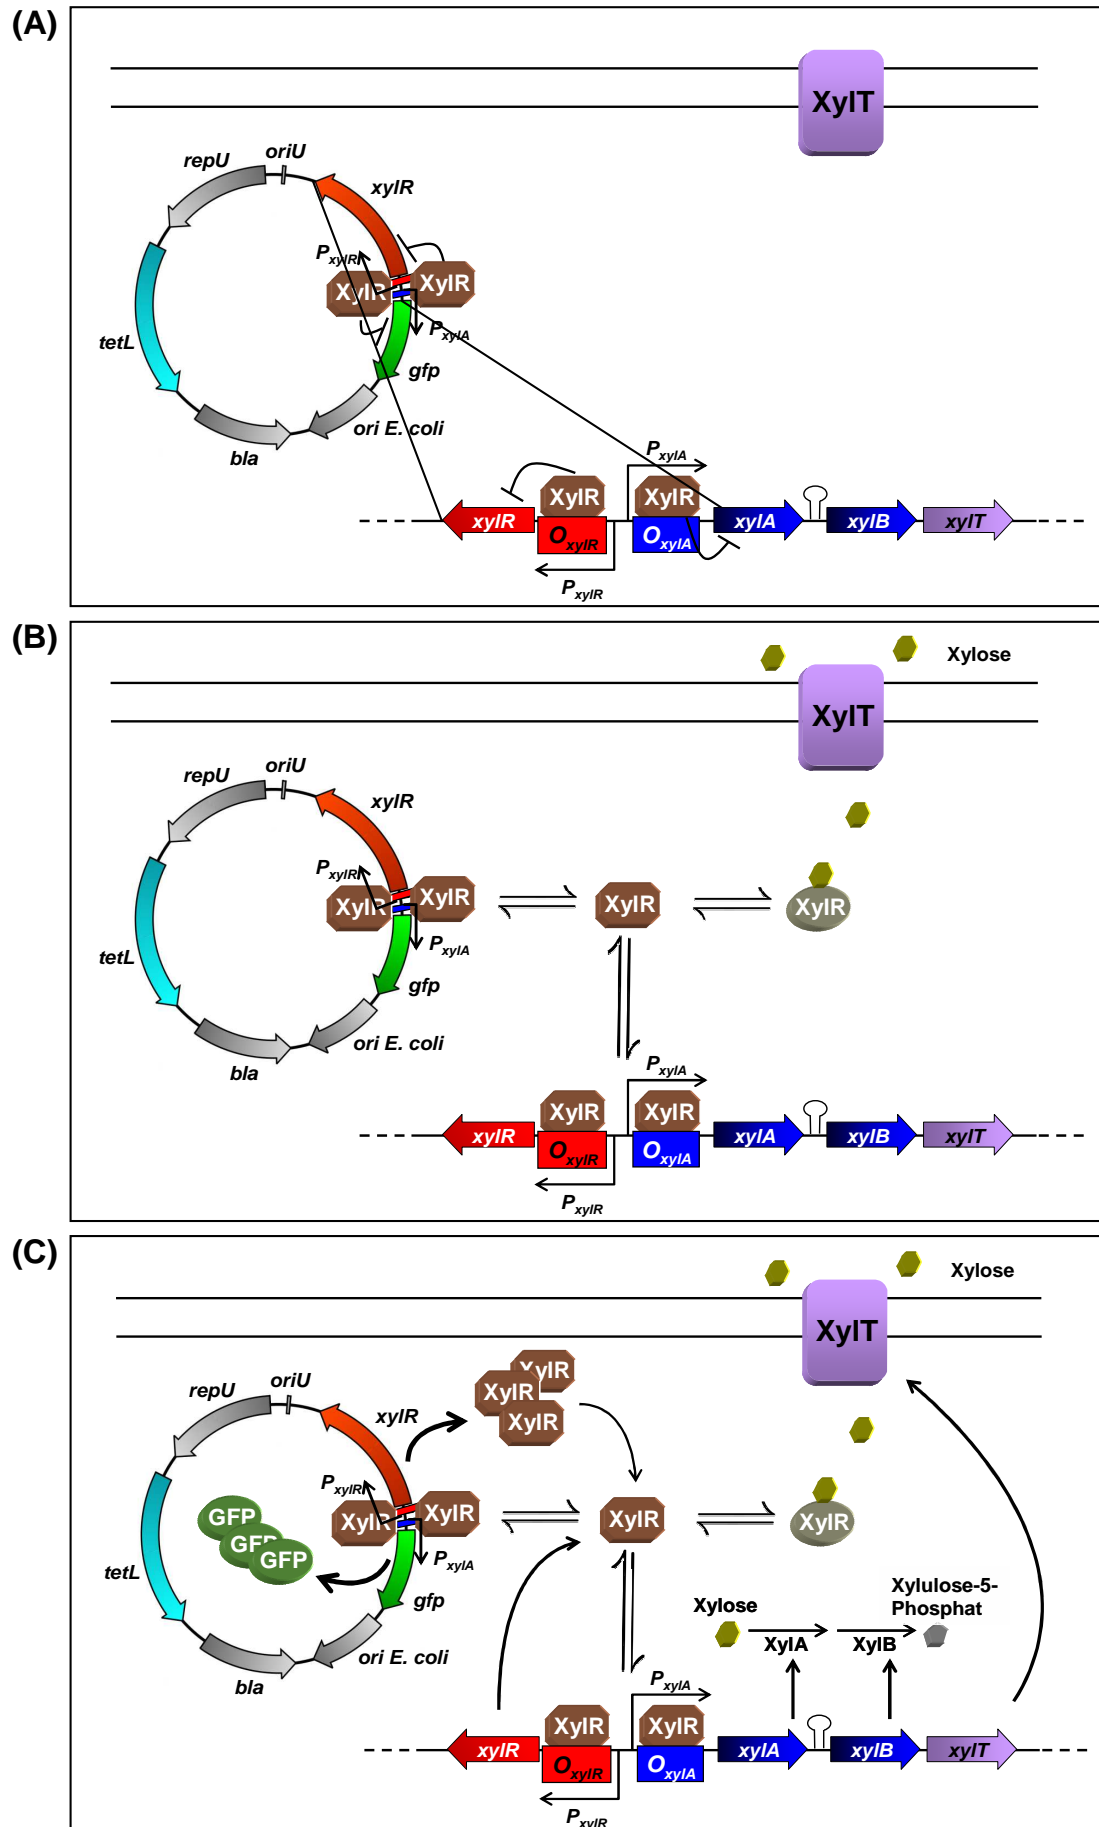 (A)
XylT
repU
oriU
xylR
PxylR
XylR
XylR
PxylA
tetL
gfp
ori E. coli
bla
PxylA
XylR
XylR
xylR
OxylR
OxylA
xylA
xylB
xylT
PxylR
(B)
Xylose
XylT
repU
oriU
xylR
PxylR
XylR
XylR
XylR
XylR
PxylA
tetL
gfp
ori E. coli
bla
PxylA
XylR
XylR
xylR
OxylR
OxylA
xylA
xylB
xylT
PxylR
(C)
Xylose
XylT
XylR
XylR
XylR
repU
oriU
xylR
PxylR
XylR
XylR
XylR
XylR
GFP
GFP
GFP
PxylA
tetL
gfp
ori E. coli
bla
Xylose
XylA
XylB
Xylulose-5-
Phosphat
PxylA
XylR
XylR
xylR
OxylR
OxylA
xylA
xylB
xylT
PxylR